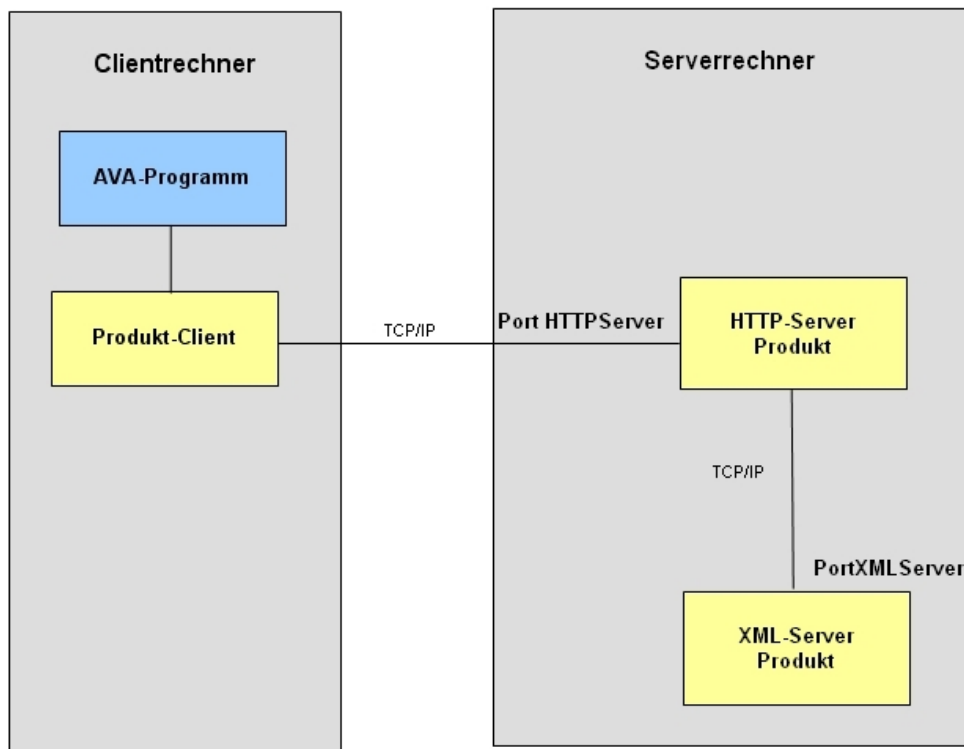 Clientrechner
AVA-Programm
Produkt-Client
TCP/IP
Serverrechner
Port HTTPServer
HTTP-Server
Produkt
TCP/IP
PortXMLServer
XML-Server
Produkt